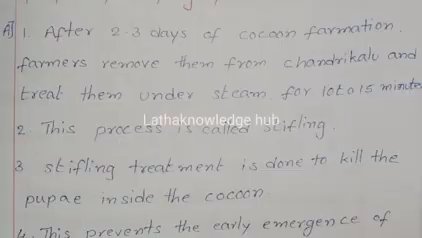 A] 1. After 2-3 days of cocoon farmation.
farmers remove them from chandrikalu and
treat them under steam for 10 to 15 minutes
Lathaknowledge hub
2 This process is called stifling.
3 stifling treatment is done to kill the
pupae inside the cocoon
4. This prevents the early emergence of